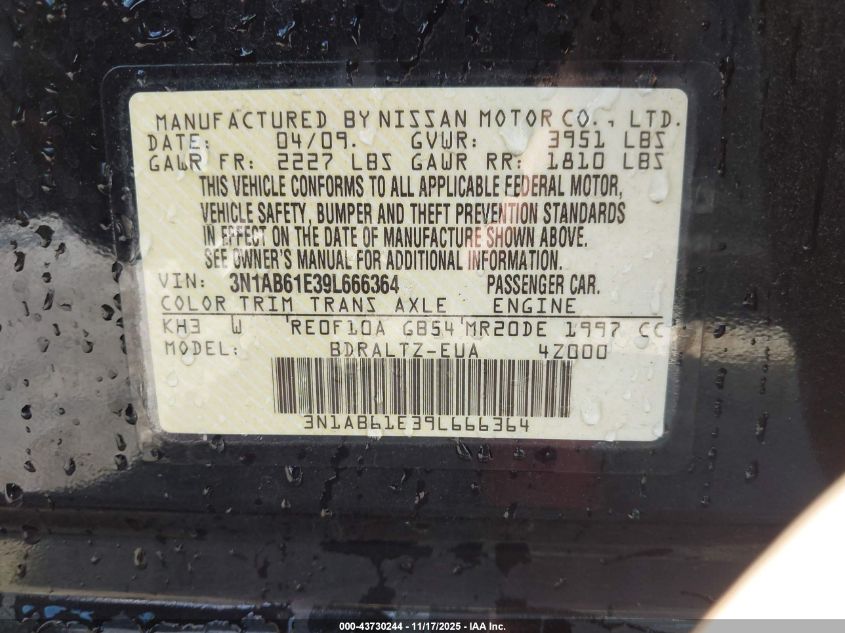 MANUFACTURED BY NISSAN MOTOR CO., LTD.
DATE: 04/09. GVWR: 3951 LBS
GAWR FR: 2227 LBS GAWR RR: 1810 LBS
THIS VEHICLE CONFORMS TO ALL APPLICABLE FEDERAL MOTOR,
VEHICLE SAFETY, BUMPER AND THEFT PREVENTION STANDARDS
IN EFFECT ON THE DATE OF MANUFACTURE SHOWN ABOVE.
SEE OWNER'S MANUAL FOR ADDITIONAL INFORMATION.
VIN: 3N1AB61E39L666364 PASSENGER CAR.
COLOR TRIM TRANS AXLE ENGINE
KH3 W RE0F10A GB54 MR20DE 1997 CC
MODEL: BDRALTZ-EUA 4Z000
3N1AB61E39L666364
000-43730244 - 11/17/2025 - IAA Inc.